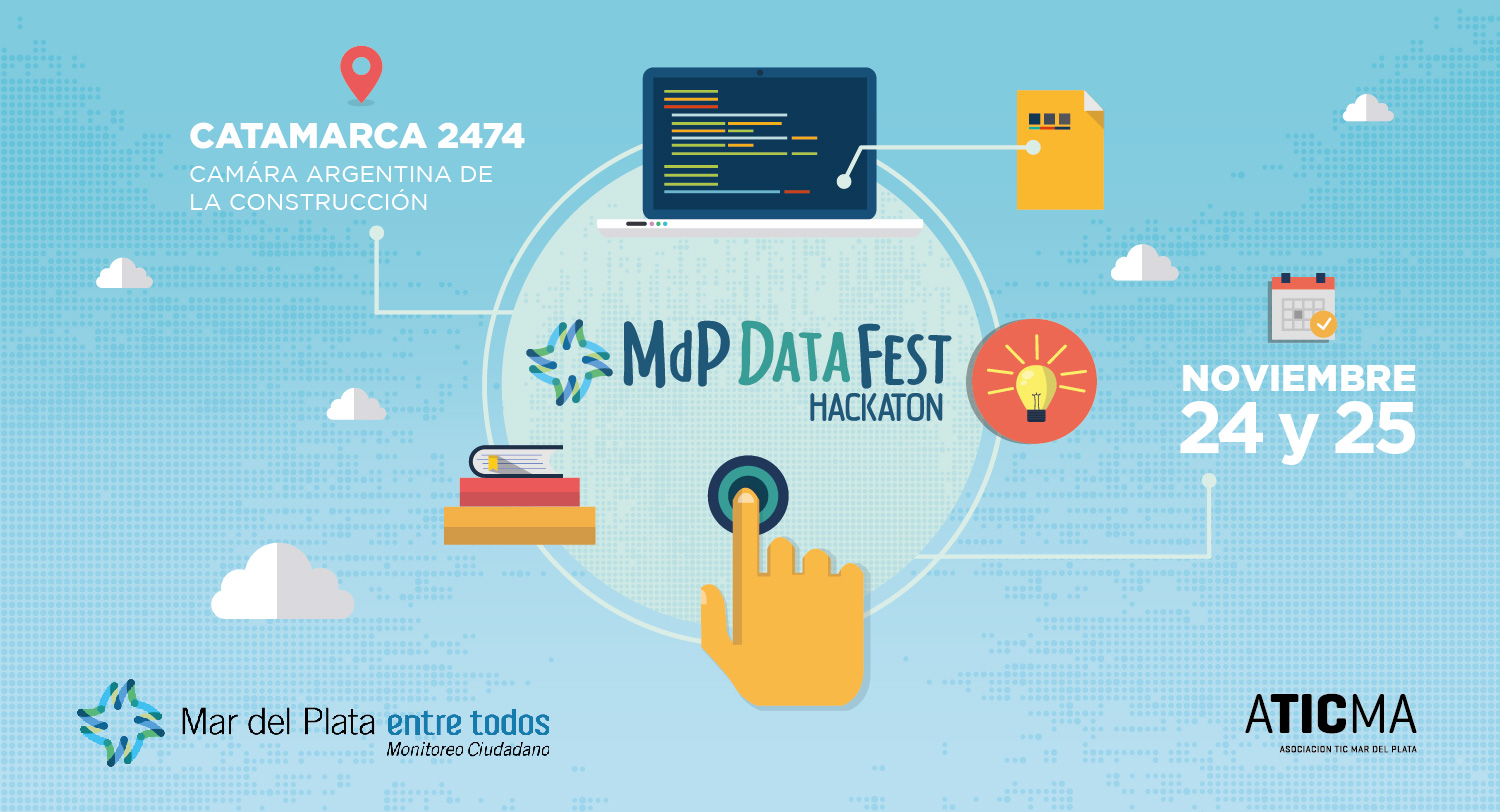 CATAMARCA 2474
CAMÁRA ARGENTINA DE
LA CONSTRUCCIÓN
MdP DATA FEST
HACKATON
NOVIEMBRE
24 y 25
Mar del Plata entre todos
Monitoreo Ciudadano
ATICMA
ASOCIACION TIC MAR DEL PLATA